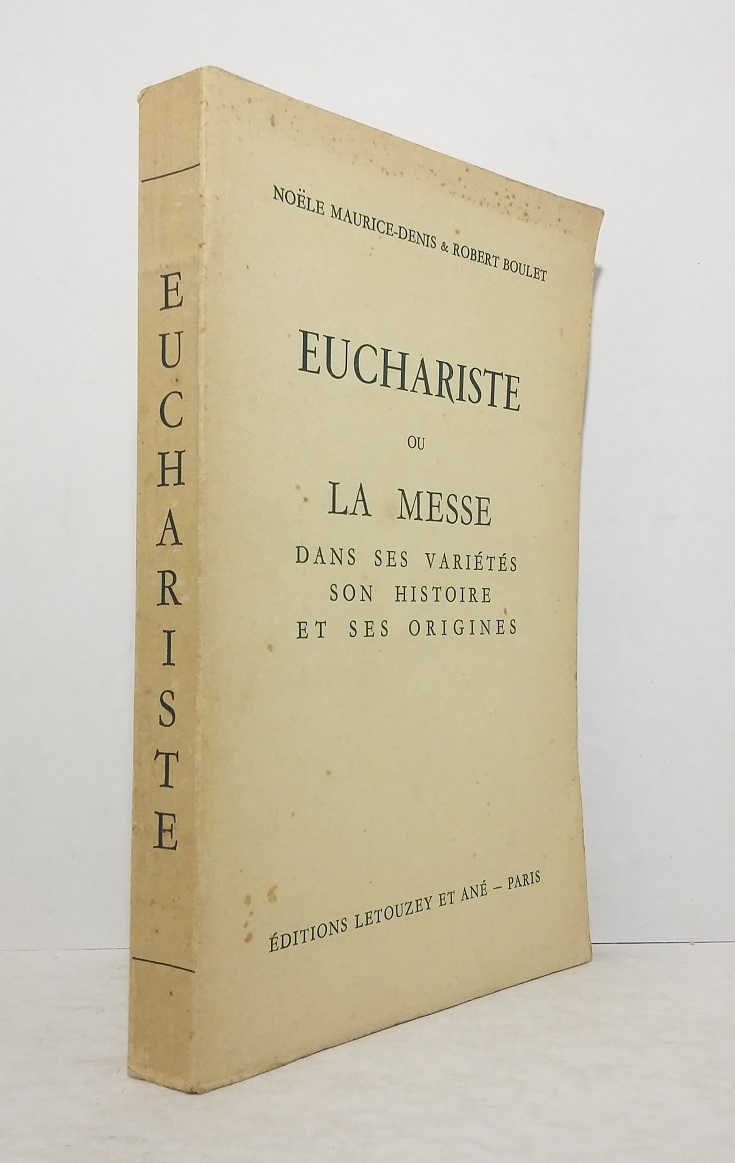 EUCHARISTE
NOËLE MAURICE-DENIS & ROBERT BOULET
EUCHARISTE
OU
LA MESSE
DANS SES VARIÉTÉS
SON HISTOIRE
ET SES ORIGINES
ÉDITIONS LETOUZEY ET ANÉ – PARIS